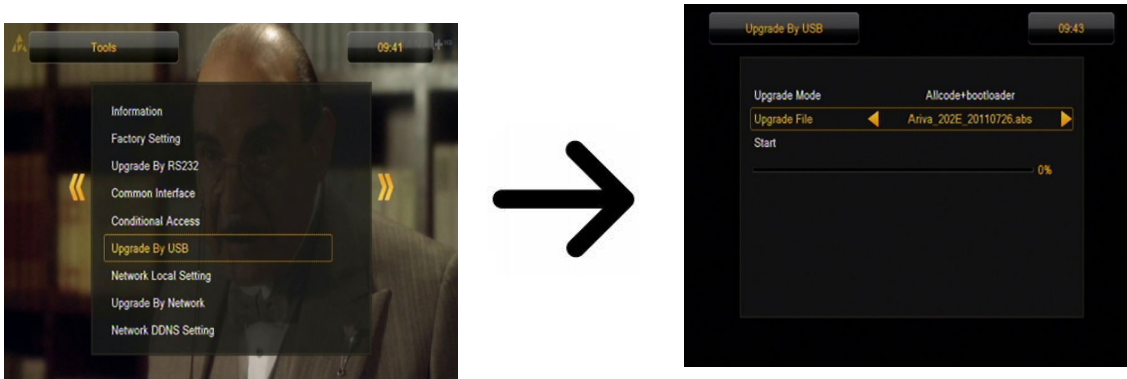 Tools
09:41
Information
Factory Setting
Upgrade By RS232
Common Interface
Conditional Access
Upgrade By USB
Network Local Setting
Upgrade By Network
Network DDNS Setting
Upgrade By USB
09:43
Upgrade Mode Allcode+bootloader
Upgrade File Ariva_202E_20110726.abs
Start
0%